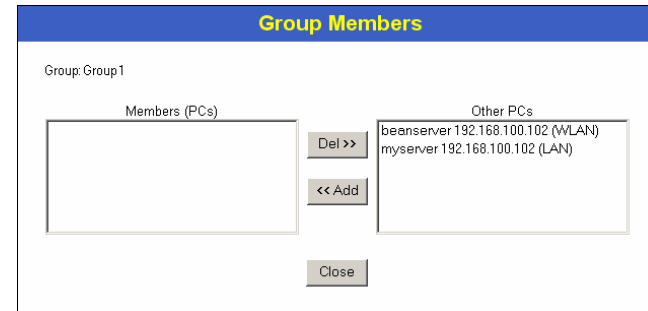 Group Members
Group: Group1
Members (PCs)
Other PCs
beanserver 192.168.100.102 (WLAN)
myserver 192.168.100.102 (LAN)
Del >>
<< Add
Close